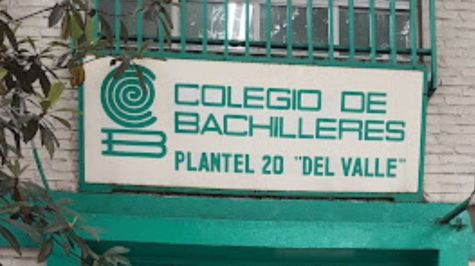 COLEGIO DE
BACHILLERES
PLANTEL 20 "DEL VALLE"